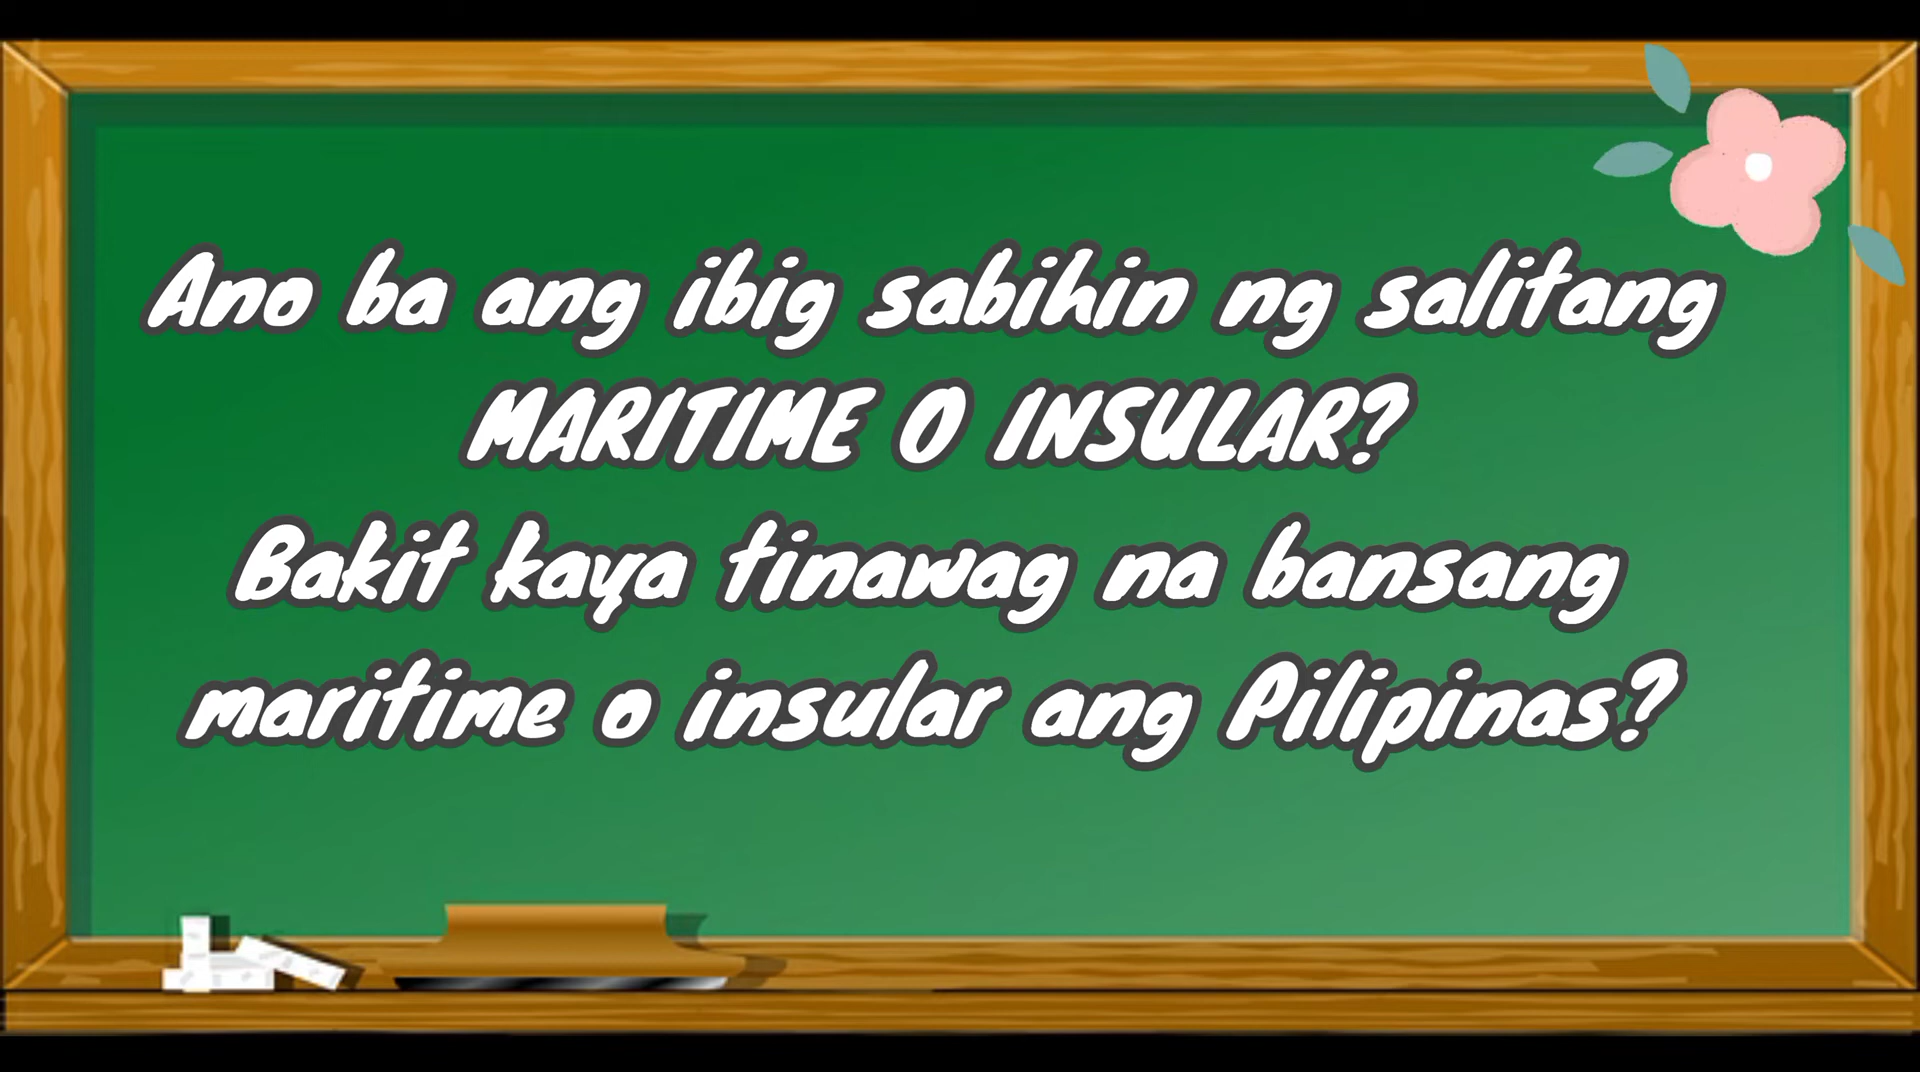 Ano ba ang ibig sabihin ng salitang
MARITIME O INSULAR?
Bakit kaya tinawag na bansang
maritime o insular ang Pilipinas?